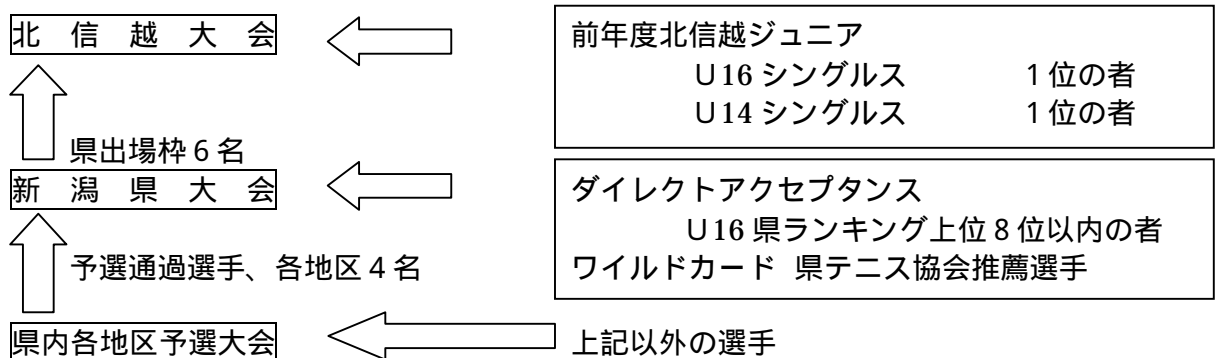 北 信 越 大 会
前年度北信越ジュニア
U16 シングルス 1位の者
U14 シングルス 1位の者
県出場枠6名
新 潟 県 大 会
ダイレクトアクセプタンス
U16 県ランキング上位8位以内の者
ワイルドカード 県テニス協会推薦選手
予選通過選手、各地区4名
県内各地区予選大会
上記以外の選手